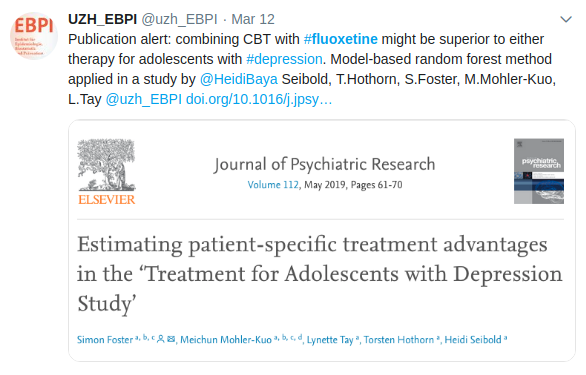 EBPI
UZH_EBPI @uzh_EBPI · Mar 12
Publication alert: combining CBT with #fluoxetine might be superior to either
therapy for adolescents with #depression. Model-based random forest method
applied in a study by @HeidiBaya Seibold, T.Hothorn, S.Foster, M.Mohler-Kuo,
L.Tay @uzh_EBPI doi.org/10.1016/j.jpsy…
Journal of Psychiatric Research
Volume 112, May 2019, Pages 61-70
psychiatric
research
ELSEVIER
Estimating patient-specific treatment advantages
in the ‘Treatment for Adolescents with Depression
Study’
Simon Foster a, b, c, Meichun Mohler-Kuo a, b, c, d, Lynette Tay a, Torsten Hothorn a, Heidi Seibold a